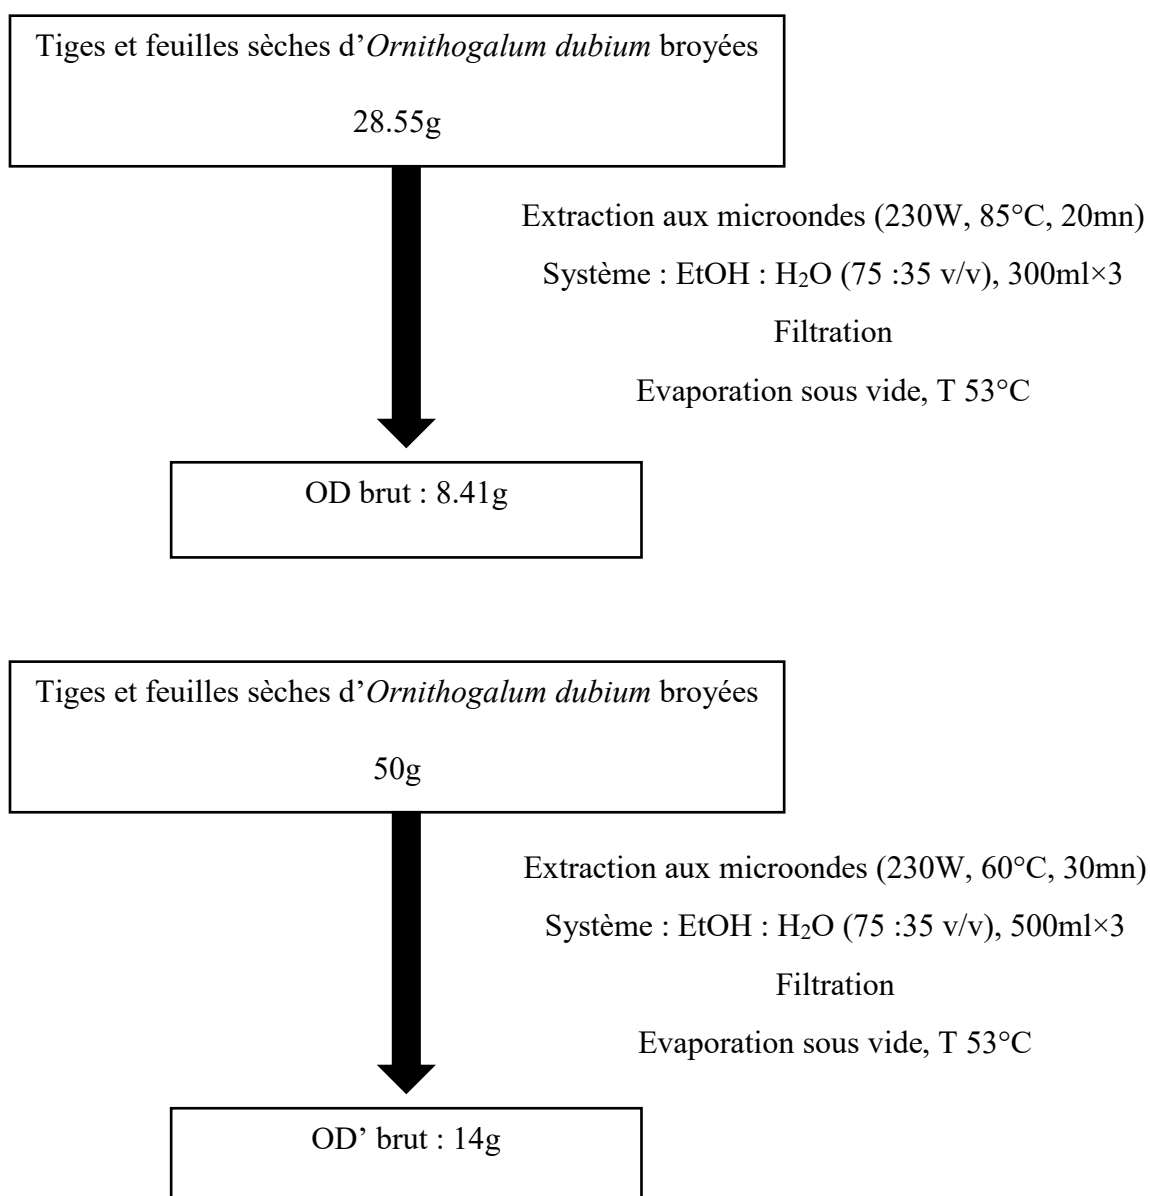 Tiges et feuilles sèches d’Ornithogalum dubium broyées
28.55g
Extraction aux microondes (230W, 85°C, 20mn)
Système : EtOH : H₂O (75 :35 v/v), 300ml×3
Filtration
Evaporation sous vide, T 53°C
OD brut : 8.41g
Tiges et feuilles sèches d’Ornithogalum dubium broyées
50g
Extraction aux microondes (230W, 60°C, 30mn)
Système : EtOH : H₂O (75 :35 v/v), 500ml×3
Filtration
Evaporation sous vide, T 53°C
OD’ brut : 14g